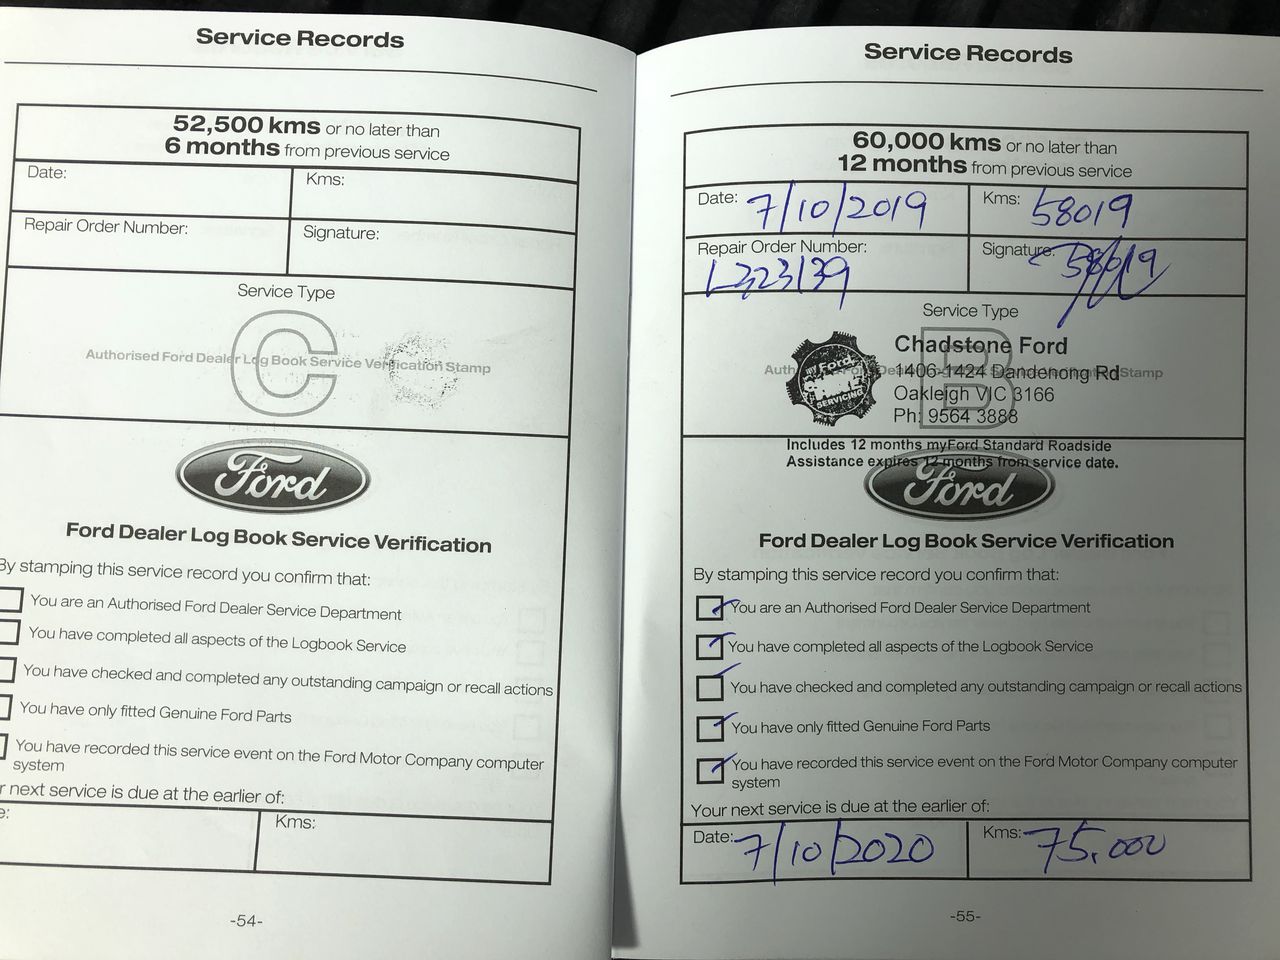 Service Records
52,500 kms or no later than
6 months from previous service
Date:
Kms:
Repair Order Number:
Signature:
Service Type
C
Authorised Ford Dealer Log Book Service Verification Stamp
Ford
Ford Dealer Log Book Service Verification
By stamping this service record you confirm that:
You are an Authorised Ford Dealer Service Department
You have completed all aspects of the Logbook Service
You have checked and completed any outstanding campaign or recall actions
You have only fitted Genuine Ford Parts
You have recorded this service event on the Ford Motor Company computer
system
r next service is due at the earlier of:
e:
Kms:
-54-
Service Records
60,000 kms or no later than
12 months from previous service
Date: 7/10/2019
Kms: 58019
Repair Order Number:
L323139
Signature: 58019
Service Type
B
Chadstone Ford
1406-1424 Dandenong Rd
Oakleigh VIC 3166
Ph: 9564 3888
my Ford
SERVICING
Includes 12 months myFord Standard Roadside
Assistance expires 12 months from service date.
Ford
Ford Dealer Log Book Service Verification
By stamping this service record you confirm that:
You are an Authorised Ford Dealer Service Department
You have completed all aspects of the Logbook Service
You have checked and completed any outstanding campaign or recall actions
You have only fitted Genuine Ford Parts
You have recorded this service event on the Ford Motor Company computer
system
Your next service is due at the earlier of:
Date: 7/10/2020
Kms: 75,000
-55-